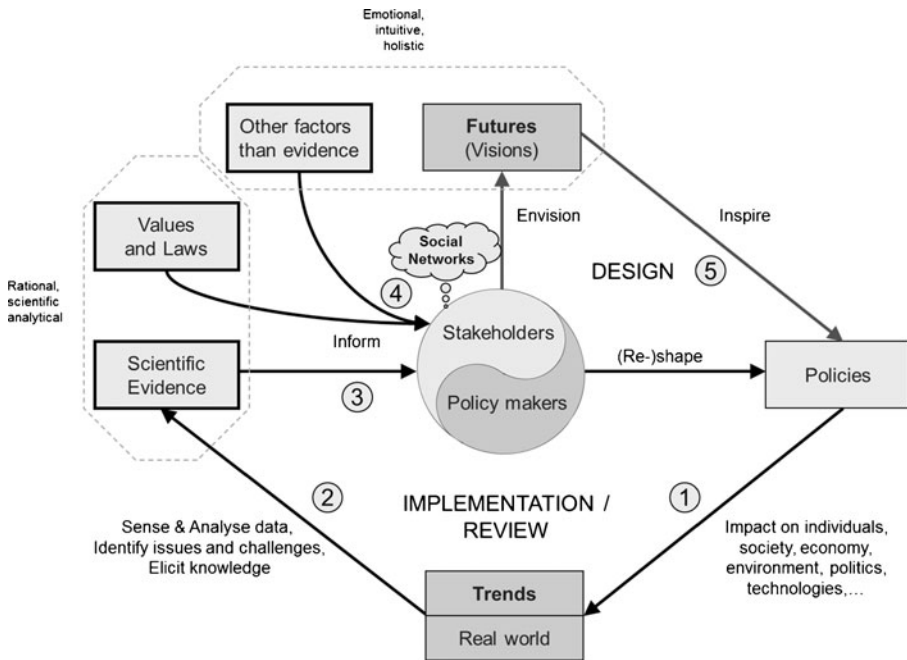 Emotional,
intuitive,
holistic
Other factors
than evidence
Futures
(Visions)
Values
and Laws
Social
Networks
Envision
Inspire
DESIGN
5
Rational,
scientific
analytical
4
Inform
Stakeholders
Policy makers
(Re-)shape
Policies
Scientific
Evidence
3
2
Sense & Analyse data,
Identify issues and challenges,
Elicit knowledge
IMPLEMENTATION /
REVIEW
1
Impact on individuals,
society, economy,
environment, politics,
technologies,...
Trends
Real world